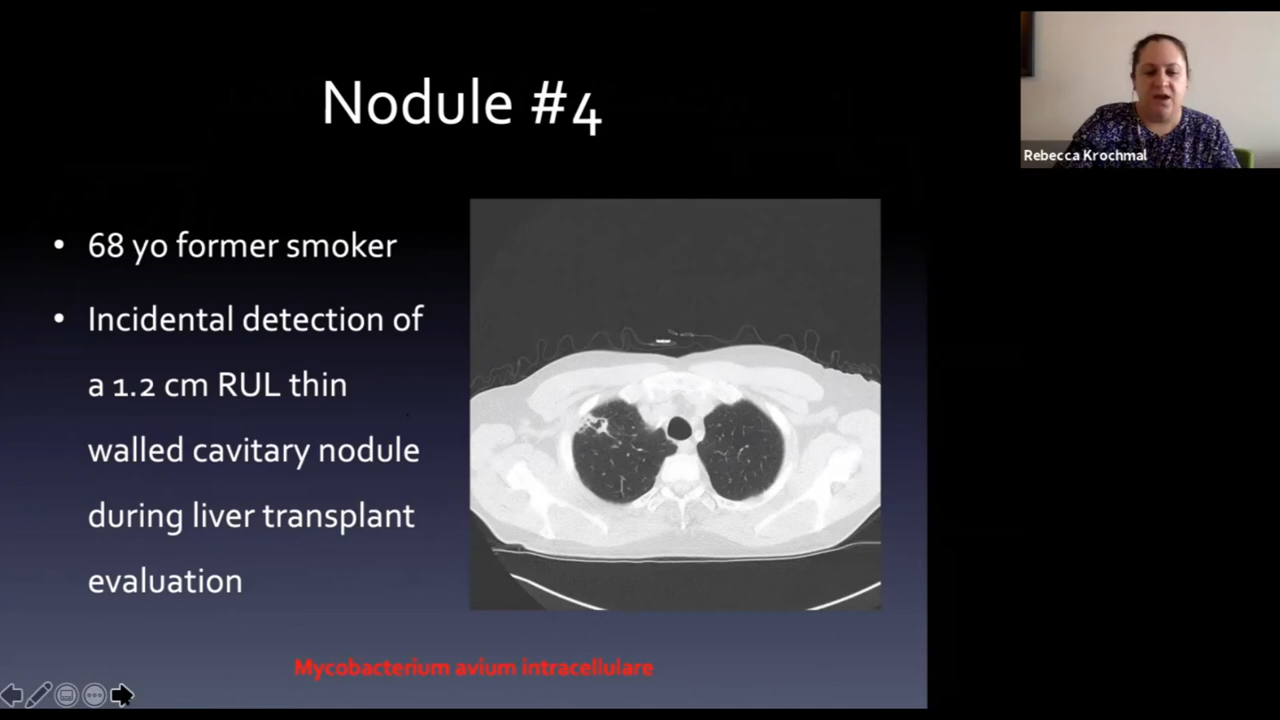 Nodule #4
Rebecca Krochmal
• 68 yo former smoker
• Incidental detection of
a 1.2 cm RUL thin
walled cavitary nodule
during liver transplant
evaluation
Mycobacterium avium intracellulare